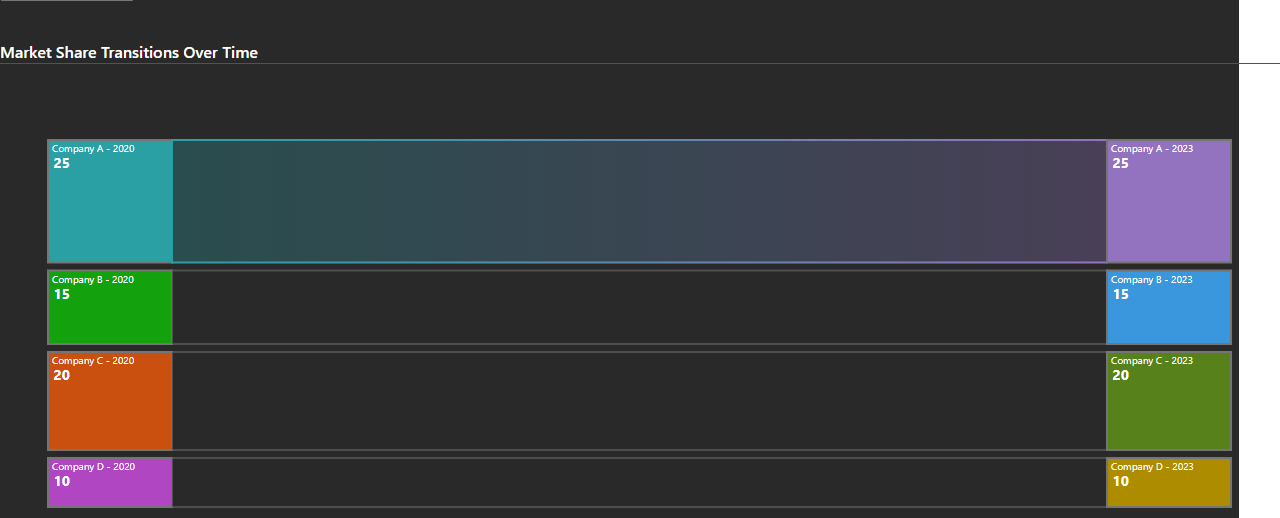 Market Share Transitions Over Time
Company A - 2020
25
Company A - 2023
25
Company B - 2020
15
Company B - 2023
15
Company C - 2020
20
Company C - 2023
20
Company D - 2020
10
Company D - 2023
10